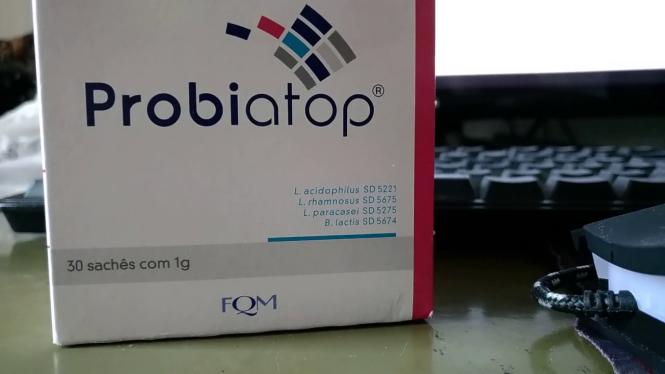 Probiatop®
L. acidophilus SD 5221
L. rhamnosus SD 5675
L. paracasei SD 5275
B. lactis SD 5674
30 sachês com 1g
FQM